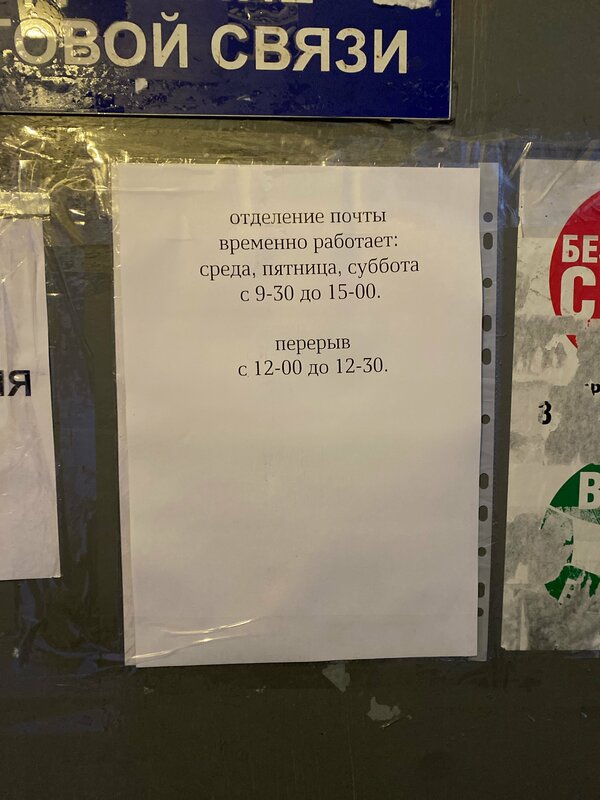 СВЯЗИ
отделение почты
временно работает:
среда, пятница, суббота
с 9-30 до 15-00.
перерыв
с 12-00 до 12-30.